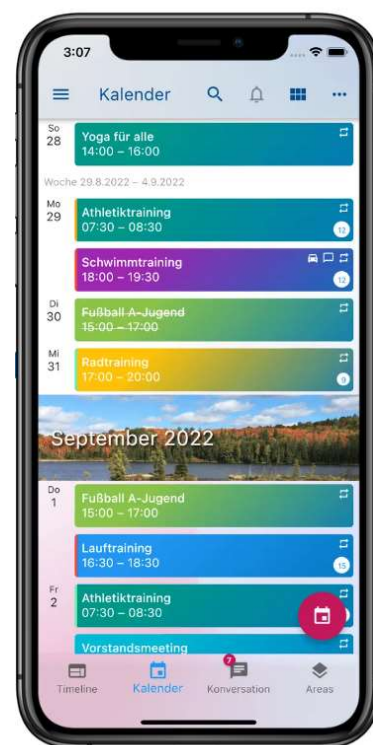 3:07
Kalender
So
28
Yoga für alle
14:00 – 16:00
Woche 29.8.2022 – 4.9.2022
Mo
29
Athletiktraining
07:30 – 08:30
12
Schwimmtraining
18:00 – 19:30
12
Di
30
Fußball A-Jugend
15:00 – 17:00
Mi
31
Radtraining
17:00 – 20:00
9
September 2022
Do
1
Fußball A-Jugend
15:00 – 17:00
Lauftraining
16:30 – 18:30
15
Fr
2
Athletiktraining
07:30 – 08:30
Vorstandsmeeting
7
Timeline
Kalender
Konversation
Areas